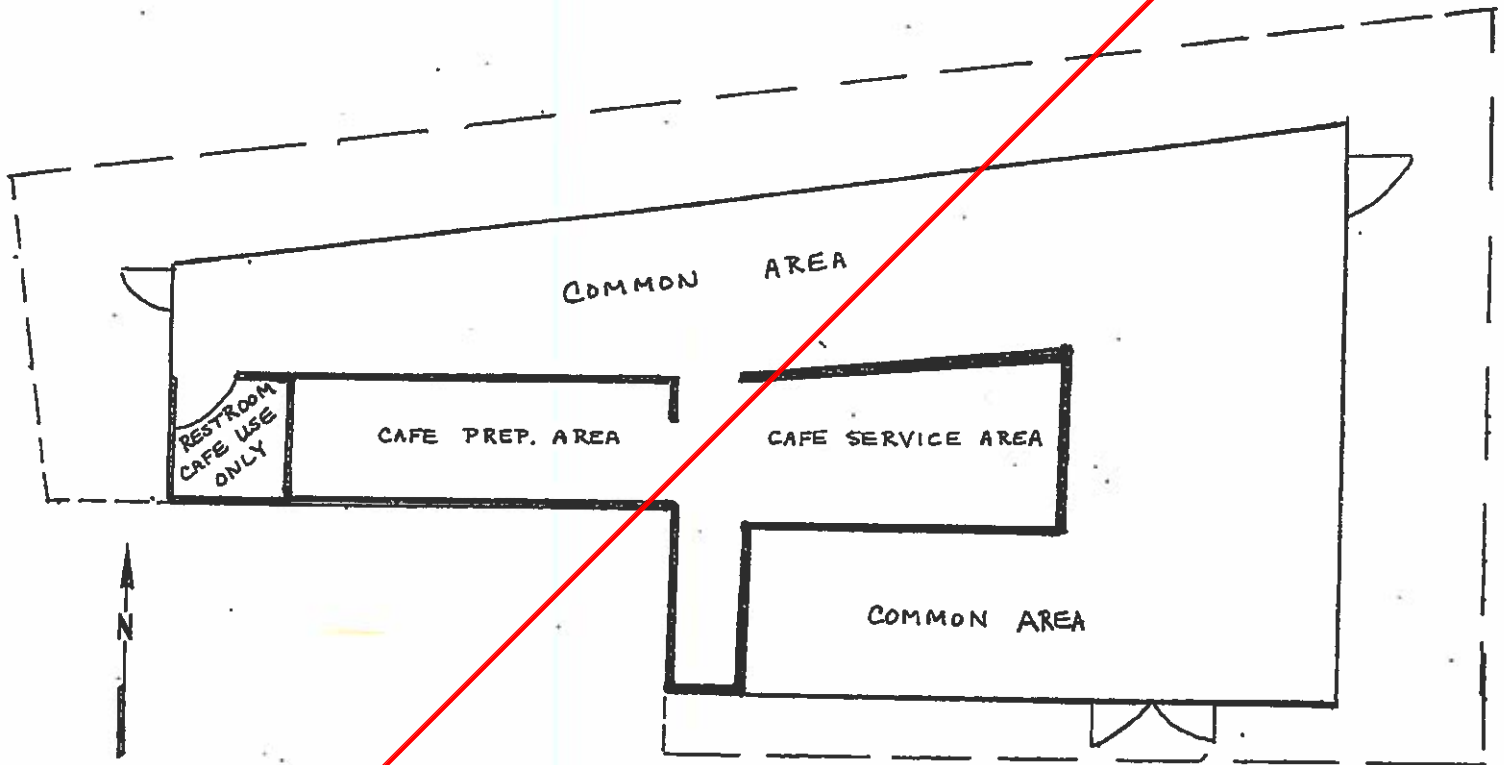 COMMON AREA
RESTROOM
CAFE USE
ONLY
CAFE PREP. AREA
CAFE SERVICE AREA
N
COMMON AREA